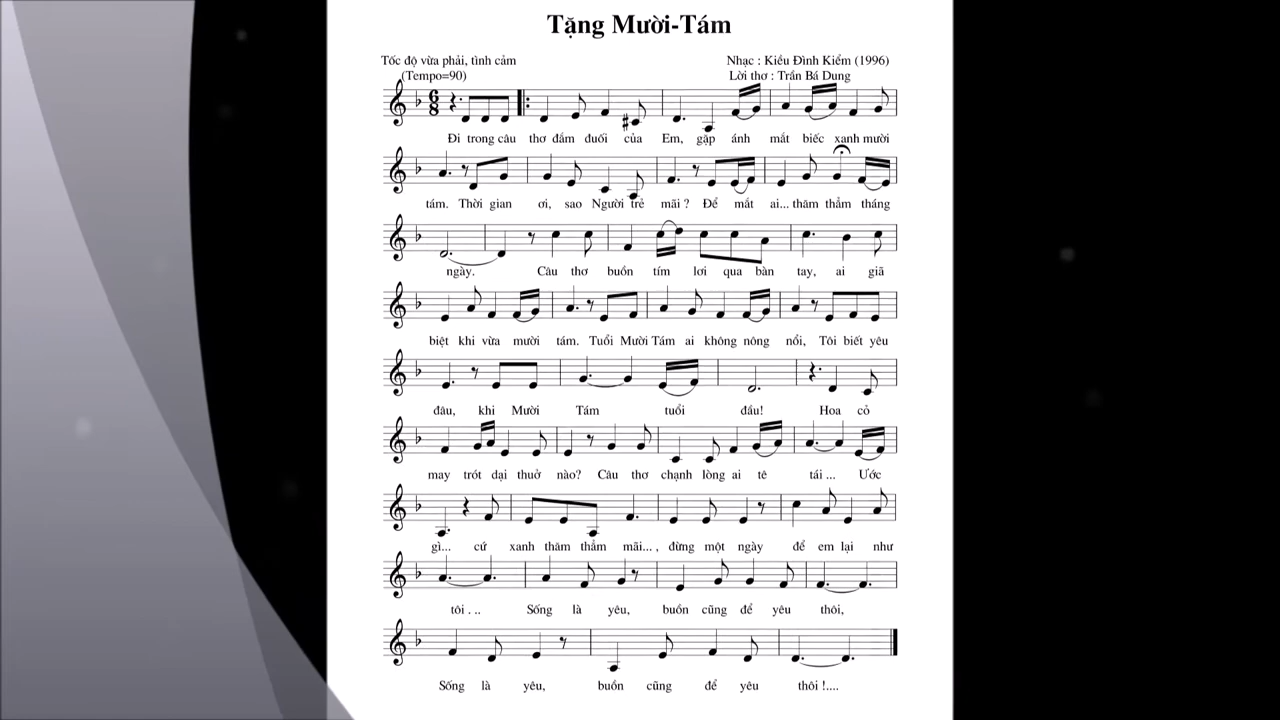 Tặng Mười-Tám
Tốc độ vừa phải, tình cảm
(Tempo=90)
Nhạc : Kiều Đình Kiểm (1996)
Lời thơ : Trần Bá Dung
6
8
Đi trong câu thơ đắm đuối của Em, gặp ánh mắt biếc xanh mười
tám. Thời gian ơi, sao Người trẻ mãi ? Để mắt ai... thăm thẳm tháng
ngày. Câu thơ buồn tím lơi qua bàn tay, ai giã
biệt khi vừa mười tám. Tuổi Mười Tám ai không nông nổi, Tôi biết yêu
đâu, khi Mười Tám tuổi đầu! Hoa cỏ
may trót dại thuở nào? Câu thơ chạnh lòng ai tê tái ... Ước
gì... cứ xanh thăm thẳm mãi... , đừng một ngày để em lại như
tôi . .. Sống là yêu, buồn cũng để yêu thôi,
Sống là yêu, buồn cũng để yêu thôi !....